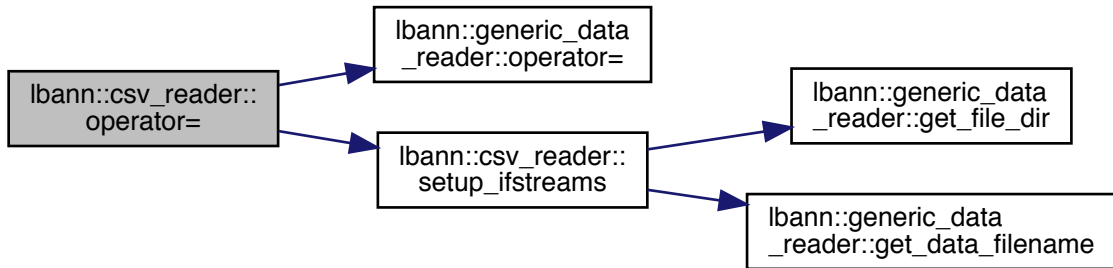 lbann::csv_reader::
operator=
lbann::generic_data
_reader::operator=
lbann::csv_reader::
setup_ifstreams
lbann::generic_data
_reader::get_file_dir
lbann::generic_data
_reader::get_data_filename